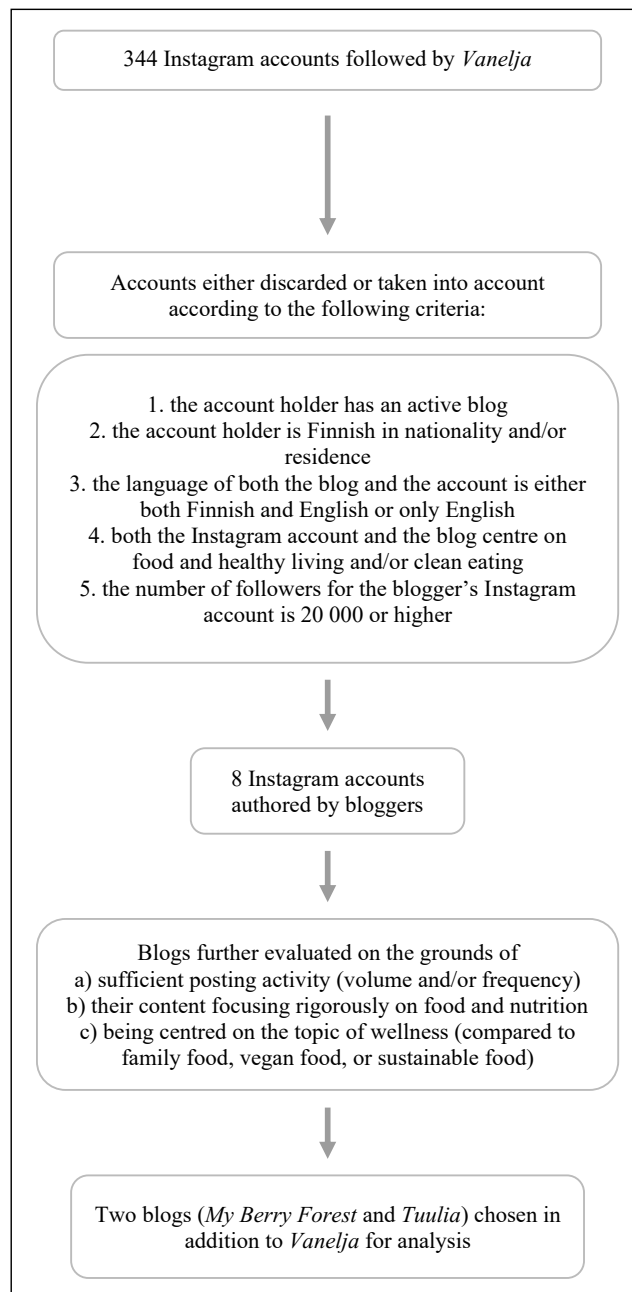 344 Instagram accounts followed by Vanelja
Accounts either discarded or taken into account
according to the following criteria:
1. the account holder has an active blog
2. the account holder is Finnish in nationality and/or
residence
3. the language of both the blog and the account is either
both Finnish and English or only English
4. both the Instagram account and the blog centre on
food and healthy living and/or clean eating
5. the number of followers for the blogger’s Instagram
account is 20 000 or higher
8 Instagram accounts
authored by bloggers
Blogs further evaluated on the grounds of
a) sufficient posting activity (volume and/or frequency)
b) their content focusing rigorously on food and nutrition
c) being centred on the topic of wellness (compared to
family food, vegan food, or sustainable food)
Two blogs (My Berry Forest and Tuulia) chosen in
addition to Vanelja for analysis